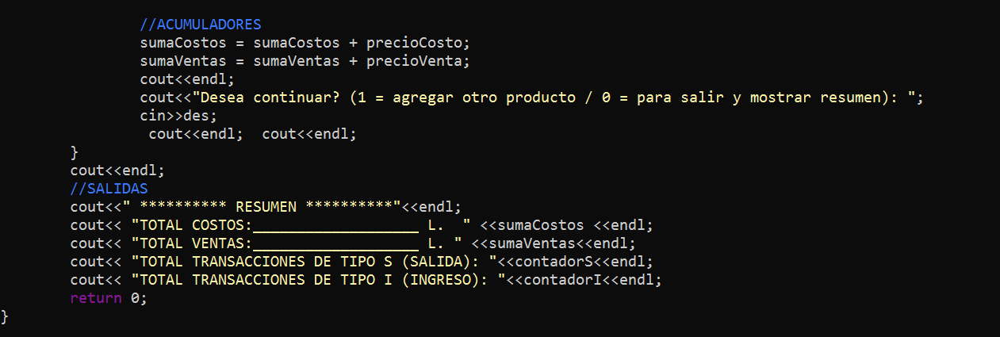 //ACUMULADORES
sumaCostos = sumaCostos + precioCosto;
sumaVentas = sumaVentas + precioVenta;
cout<<endl;
cout<<"Desea continuar? (1 = agregar otro producto / 0 = para salir y mostrar resumen): ";
cin>>des;
cout<<endl;  cout<<endl;
}
cout<<endl;
//SALIDAS
cout<<" ********** RESUMEN **********"<<endl;
cout<< "TOTAL COSTOS:___________________ L.  " <<sumaCostos <<endl;
cout<< "TOTAL VENTAS:___________________ L. " <<sumaVentas<<endl;
cout<< "TOTAL TRANSACCIONES DE TIPO S (SALIDA): "<<contadorS<<endl;
cout<< "TOTAL TRANSACCIONES DE TIPO I (INGRESO): "<<contadorI<<endl;
return 0;
}